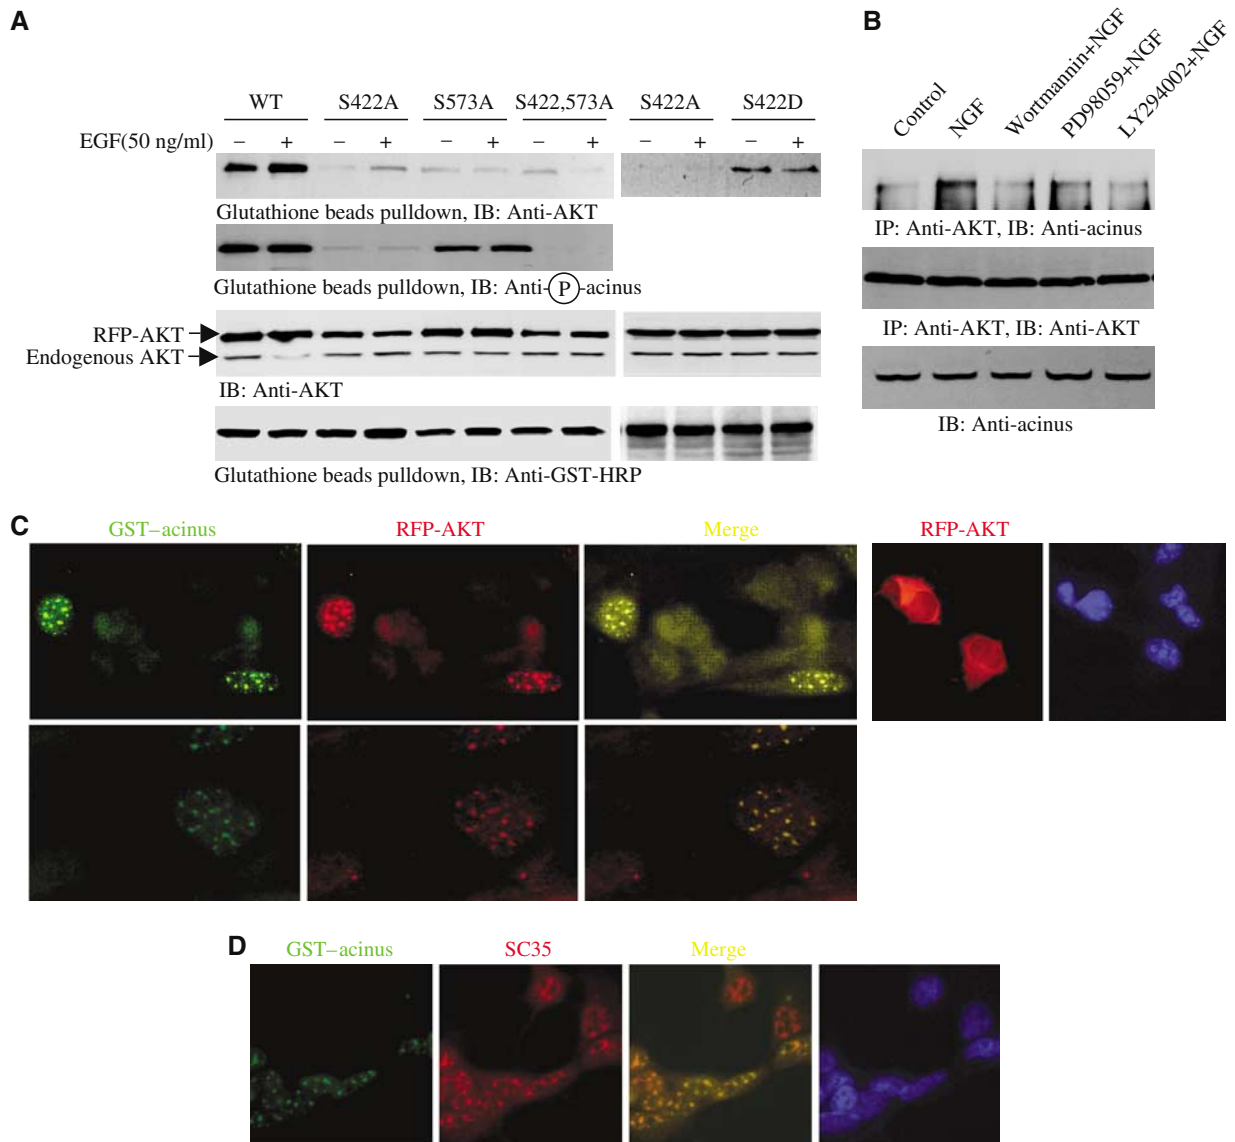 A
WT S422A S573A S422,573A S422A S422D
EGF(50 ng/ml) – + – + – + – + – + – +
Glutathione beads pulldown, IB: Anti-AKT
Glutathione beads pulldown, IB: Anti-P-acinus
RFP-AKT
Endogenous AKT
IB: Anti-AKT
Glutathione beads pulldown, IB: Anti-GST-HRP
B
Control NGF Wortmannin+NGF PD98059+NGF LY294002+NGF
IP: Anti-AKT, IB: Anti-acinus
IP: Anti-AKT, IB: Anti-AKT
IB: Anti-acinus
C
GST–acinus RFP-AKT Merge RFP-AKT
D
GST–acinus SC35 Merge